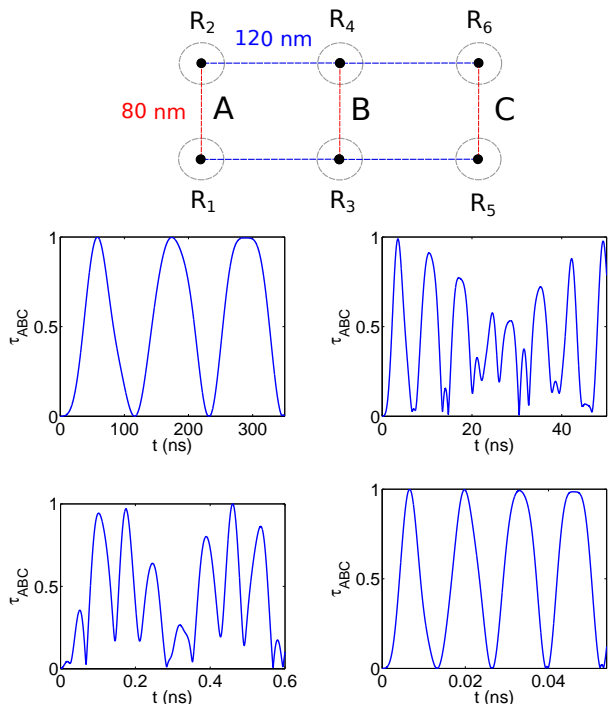 R2 R4 R6
120 nm
80 nm A B C
R1 R3 R5
1 1
0.5 0.5
0 0
τABC τABC
0 100 200 300 0 20 40
t (ns) t (ns)
1 1
0.5 0.5
0 0
τABC τABC
0 0.2 0.4 0.6 0 0.02 0.04
t (ns) t (ns)